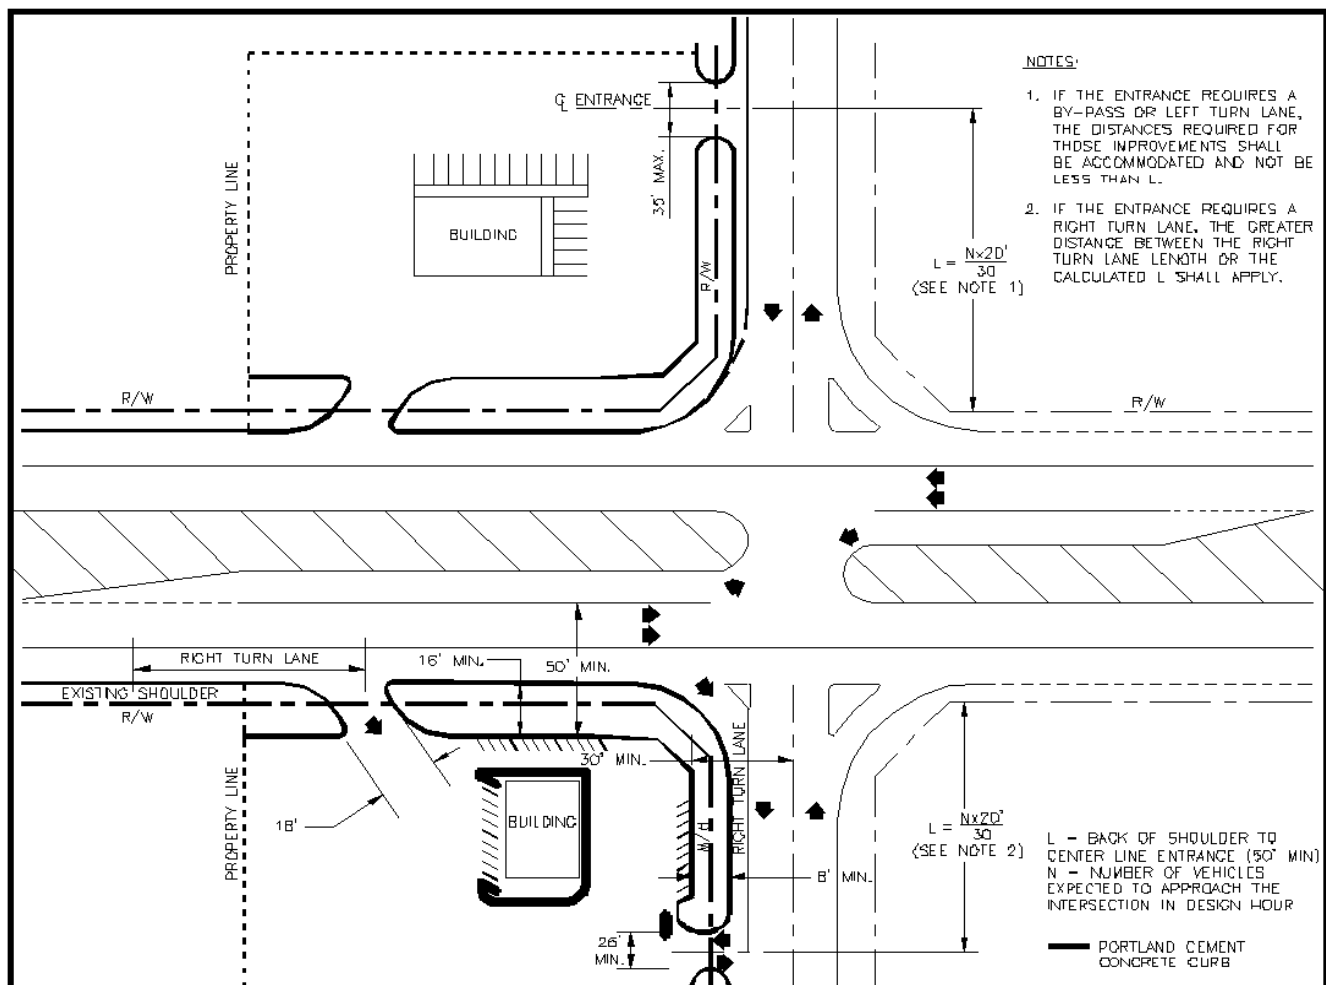 NOTES:
1. IF THE ENTRANCE REQUIRES A
BY-PASS OR LEFT TURN LANE,
THE DISTANCES REQUIRED FOR
THOSE IMPROVEMENTS SHALL
BE ACCOMMODATED AND NOT BE
LESS THAN L.
2. IF THE ENTRANCE REQUIRES A
RIGHT TURN LANE, THE GREATER
DISTANCE BETWEEN THE RIGHT
TURN LANE LENGTH OR THE
CALCULATED L SHALL APPLY.
℄ ENTRANCE
35' MAX.
PROPERTY LINE
BUILDING
R/W
L = Nx20'
30
(SEE NOTE 1)
R/W
R/W
RIGHT TURN LANE
16' MIN.
50' MIN.
EXISTING SHOULDER
R/W
30' MIN.
RIGHT TURN LANE
PROPERTY LINE
18'
BUILDING
R/W
L = Nx20'
30
(SEE NOTE 2)
8' MIN.
26'
MIN.
L - BACK OF SHOULDER TO
CENTER LINE ENTRANCE (50' MIN)
N - NUMBER OF VEHICLES
EXPECTED TO APPROACH THE
INTERSECTION IN DESIGN HOUR
PORTLAND CEMENT
CONCRETE CURB